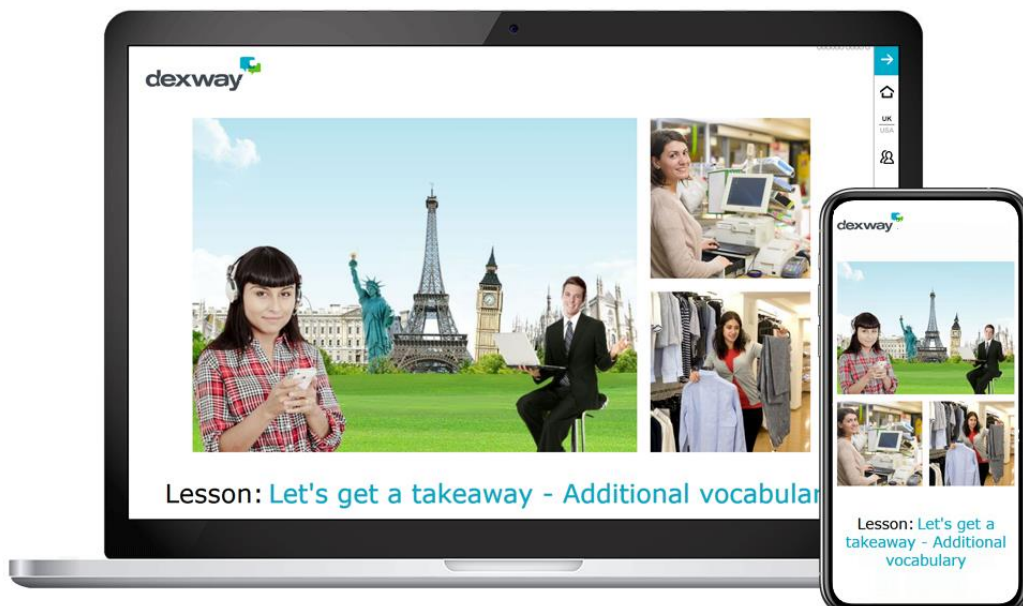 dexway
UK
USA
Lesson: Let's get a takeaway - Additional vocabular
dexway
Lesson: Let's get a
takeaway - Additional
vocabulary